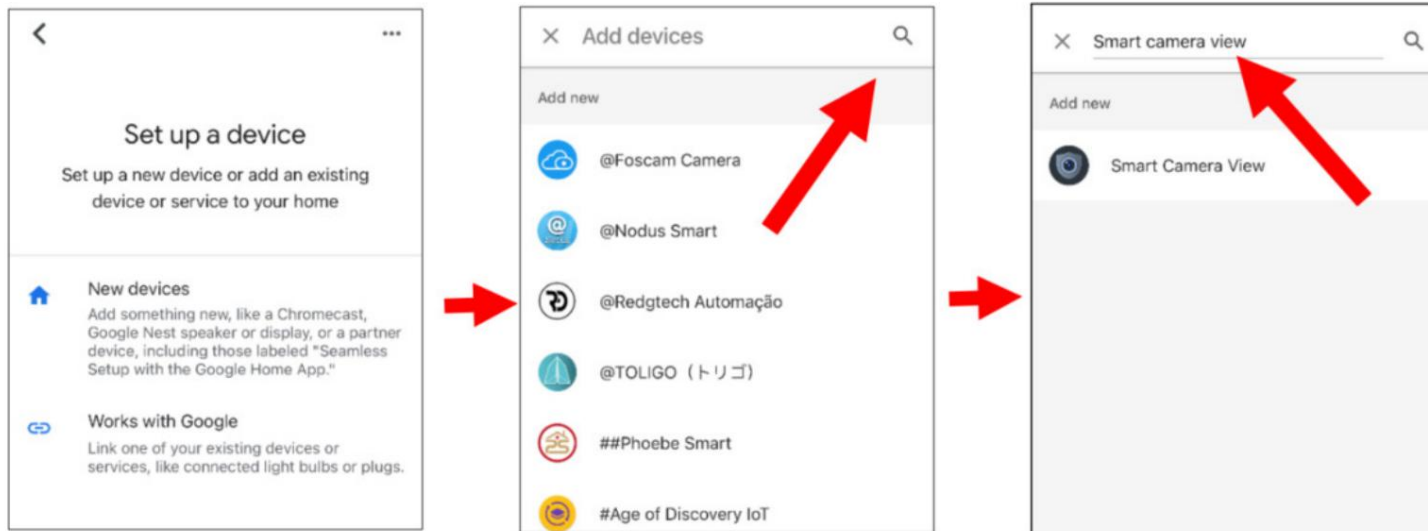 Set up a device
Set up a new device or add an existing
device or service to your home
New devices
Add something new, like a Chromecast,
Google Nest speaker or display, or a partner
device, including those labeled "Seamless
Setup with the Google Home App."
Works with Google
Link one of your existing devices or
services, like connected light bulbs or plugs.
Add devices
Add new
@Foscam Camera
@Nodus Smart
@Redgtech Automação
@TOLIGO（トリゴ）
##Phoebe Smart
#Age of Discovery IoT
Smart camera view
Add new
Smart Camera View